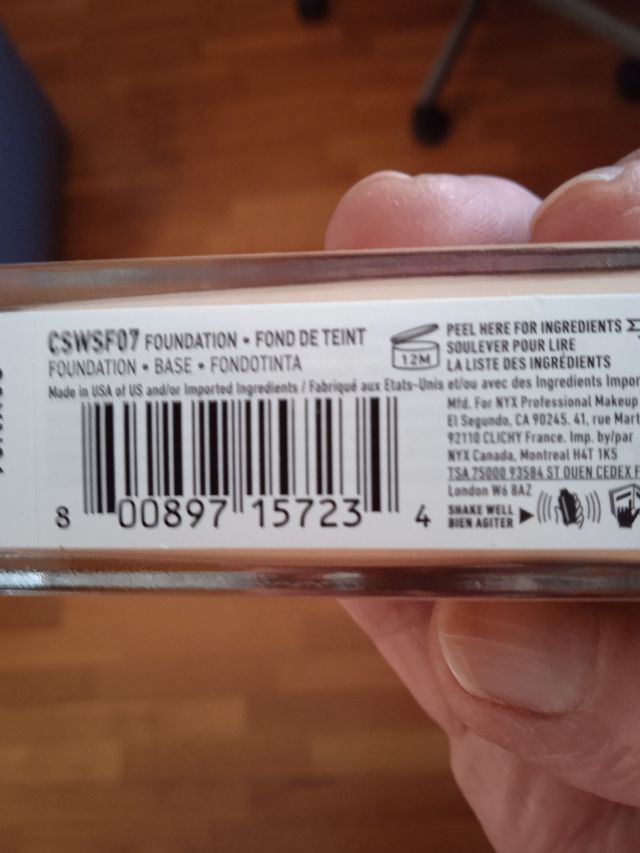 CSWSF07 FOUNDATION • FOND DE TEINT
FOUNDATION • BASE • FONDOTINTA
Made in USA of US and/or Imported Ingredients / Fabriqué aux Etats-Unis et/ou avec des Ingredients Impor
8 00897 15723 4
12M
PEEL HERE FOR INGREDIENTS
SOULEVER POUR LIRE
LA LISTE DES INGRÉDIENTS
Mfd. For NYX Professional Makeup
El Segundo, CA 90245. 41, rue Mart
92110 CLICHY France. Imp. by/par
NYX Canada, Montreal H4T 1K5
TSA 75000 93584 ST OUEN CEDEX F
London W6 8AZ
SHAKE WELL
BIEN AGITER